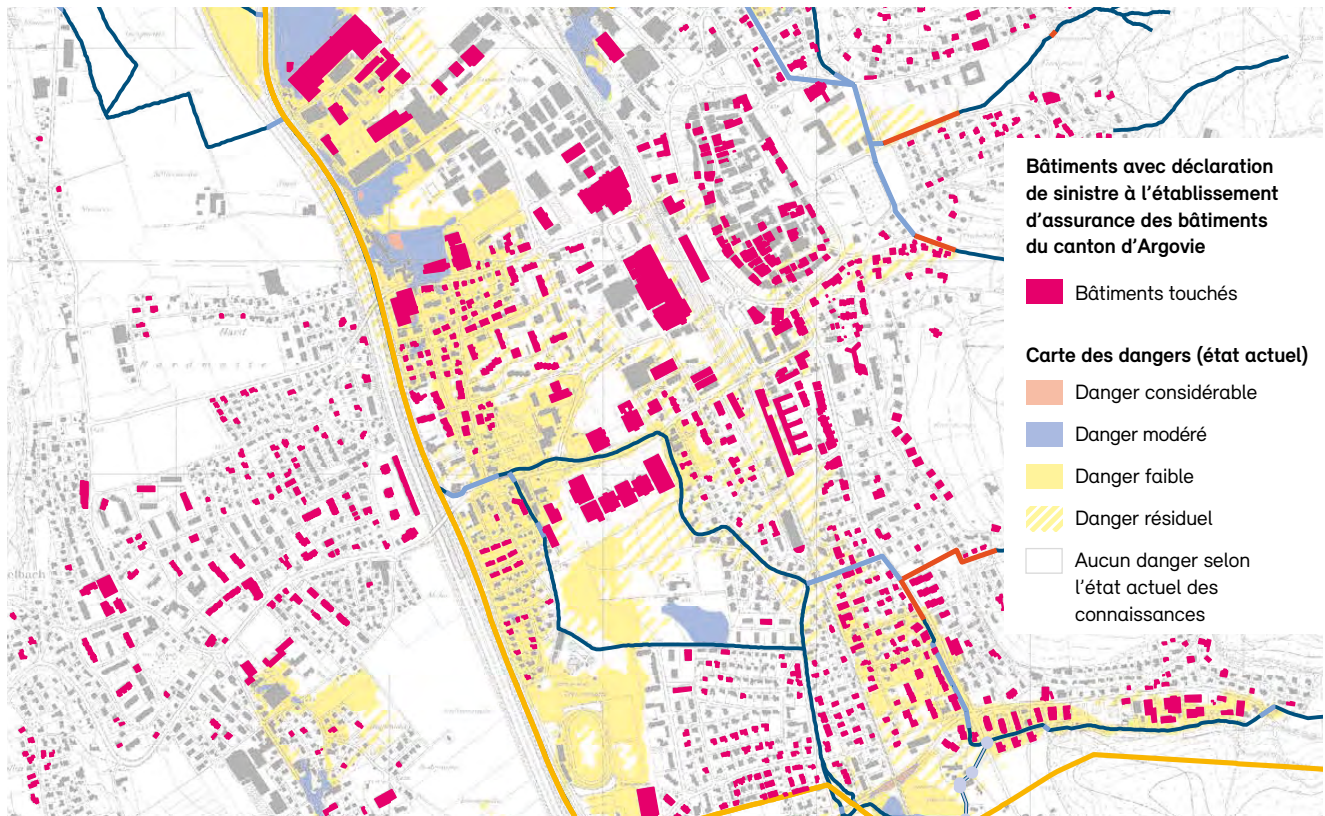 Bâtiments avec déclaration
de sinistre à l'établissement
d'assurance des bâtiments
du canton d'Argovie
Bâtiments touchés
Carte des dangers (état actuel)
Danger considérable
Danger modéré
Danger faible
Danger résiduel
Aucun danger selon
l'état actuel des
connaissances